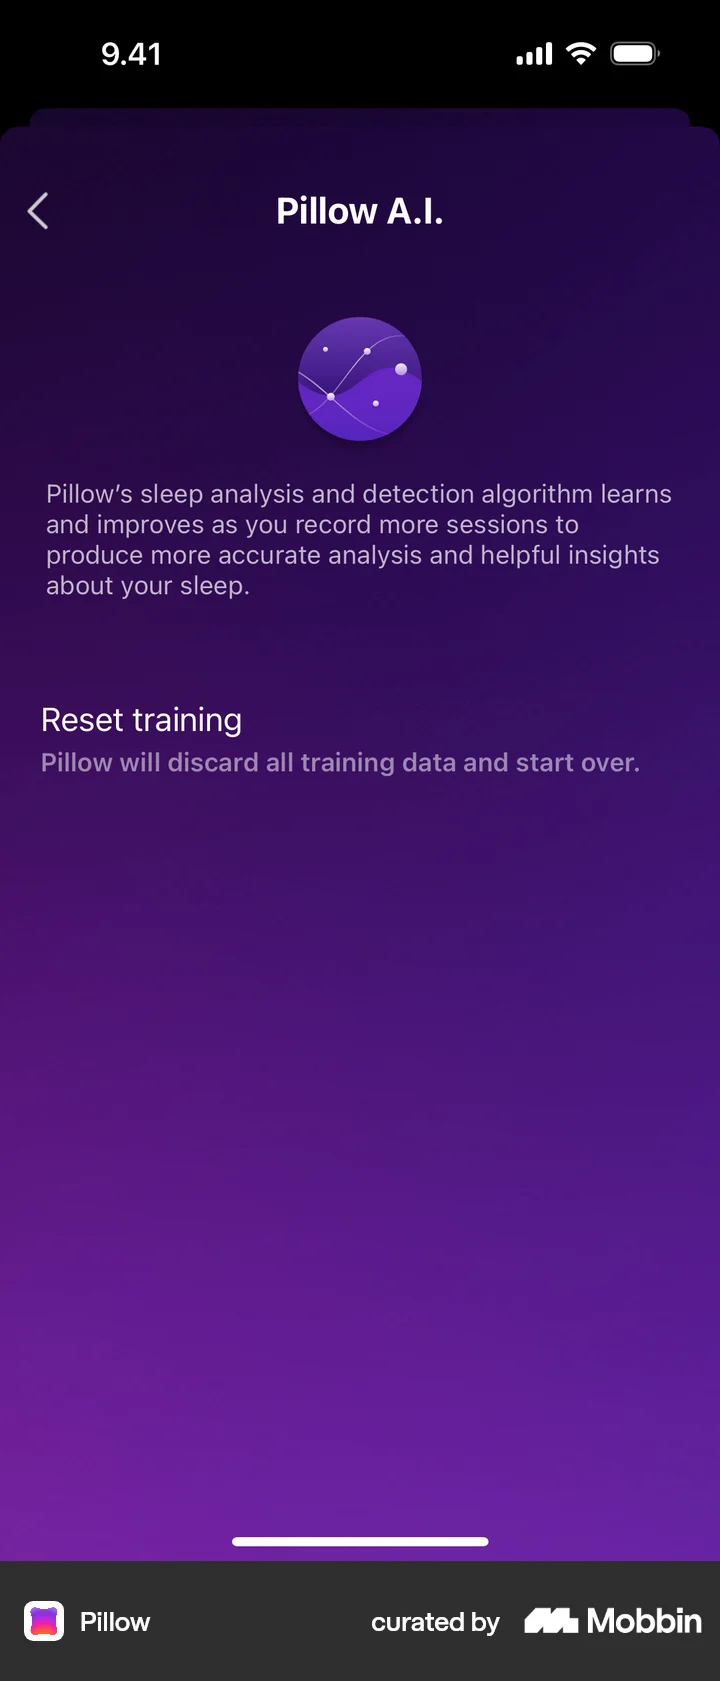 9.41
Pillow A.I.
Pillow’s sleep analysis and detection algorithm learns
and improves as you record more sessions to
produce more accurate analysis and helpful insights
about your sleep.
Reset training
Pillow will discard all training data and start over.
Pillow
curated by Mobbin